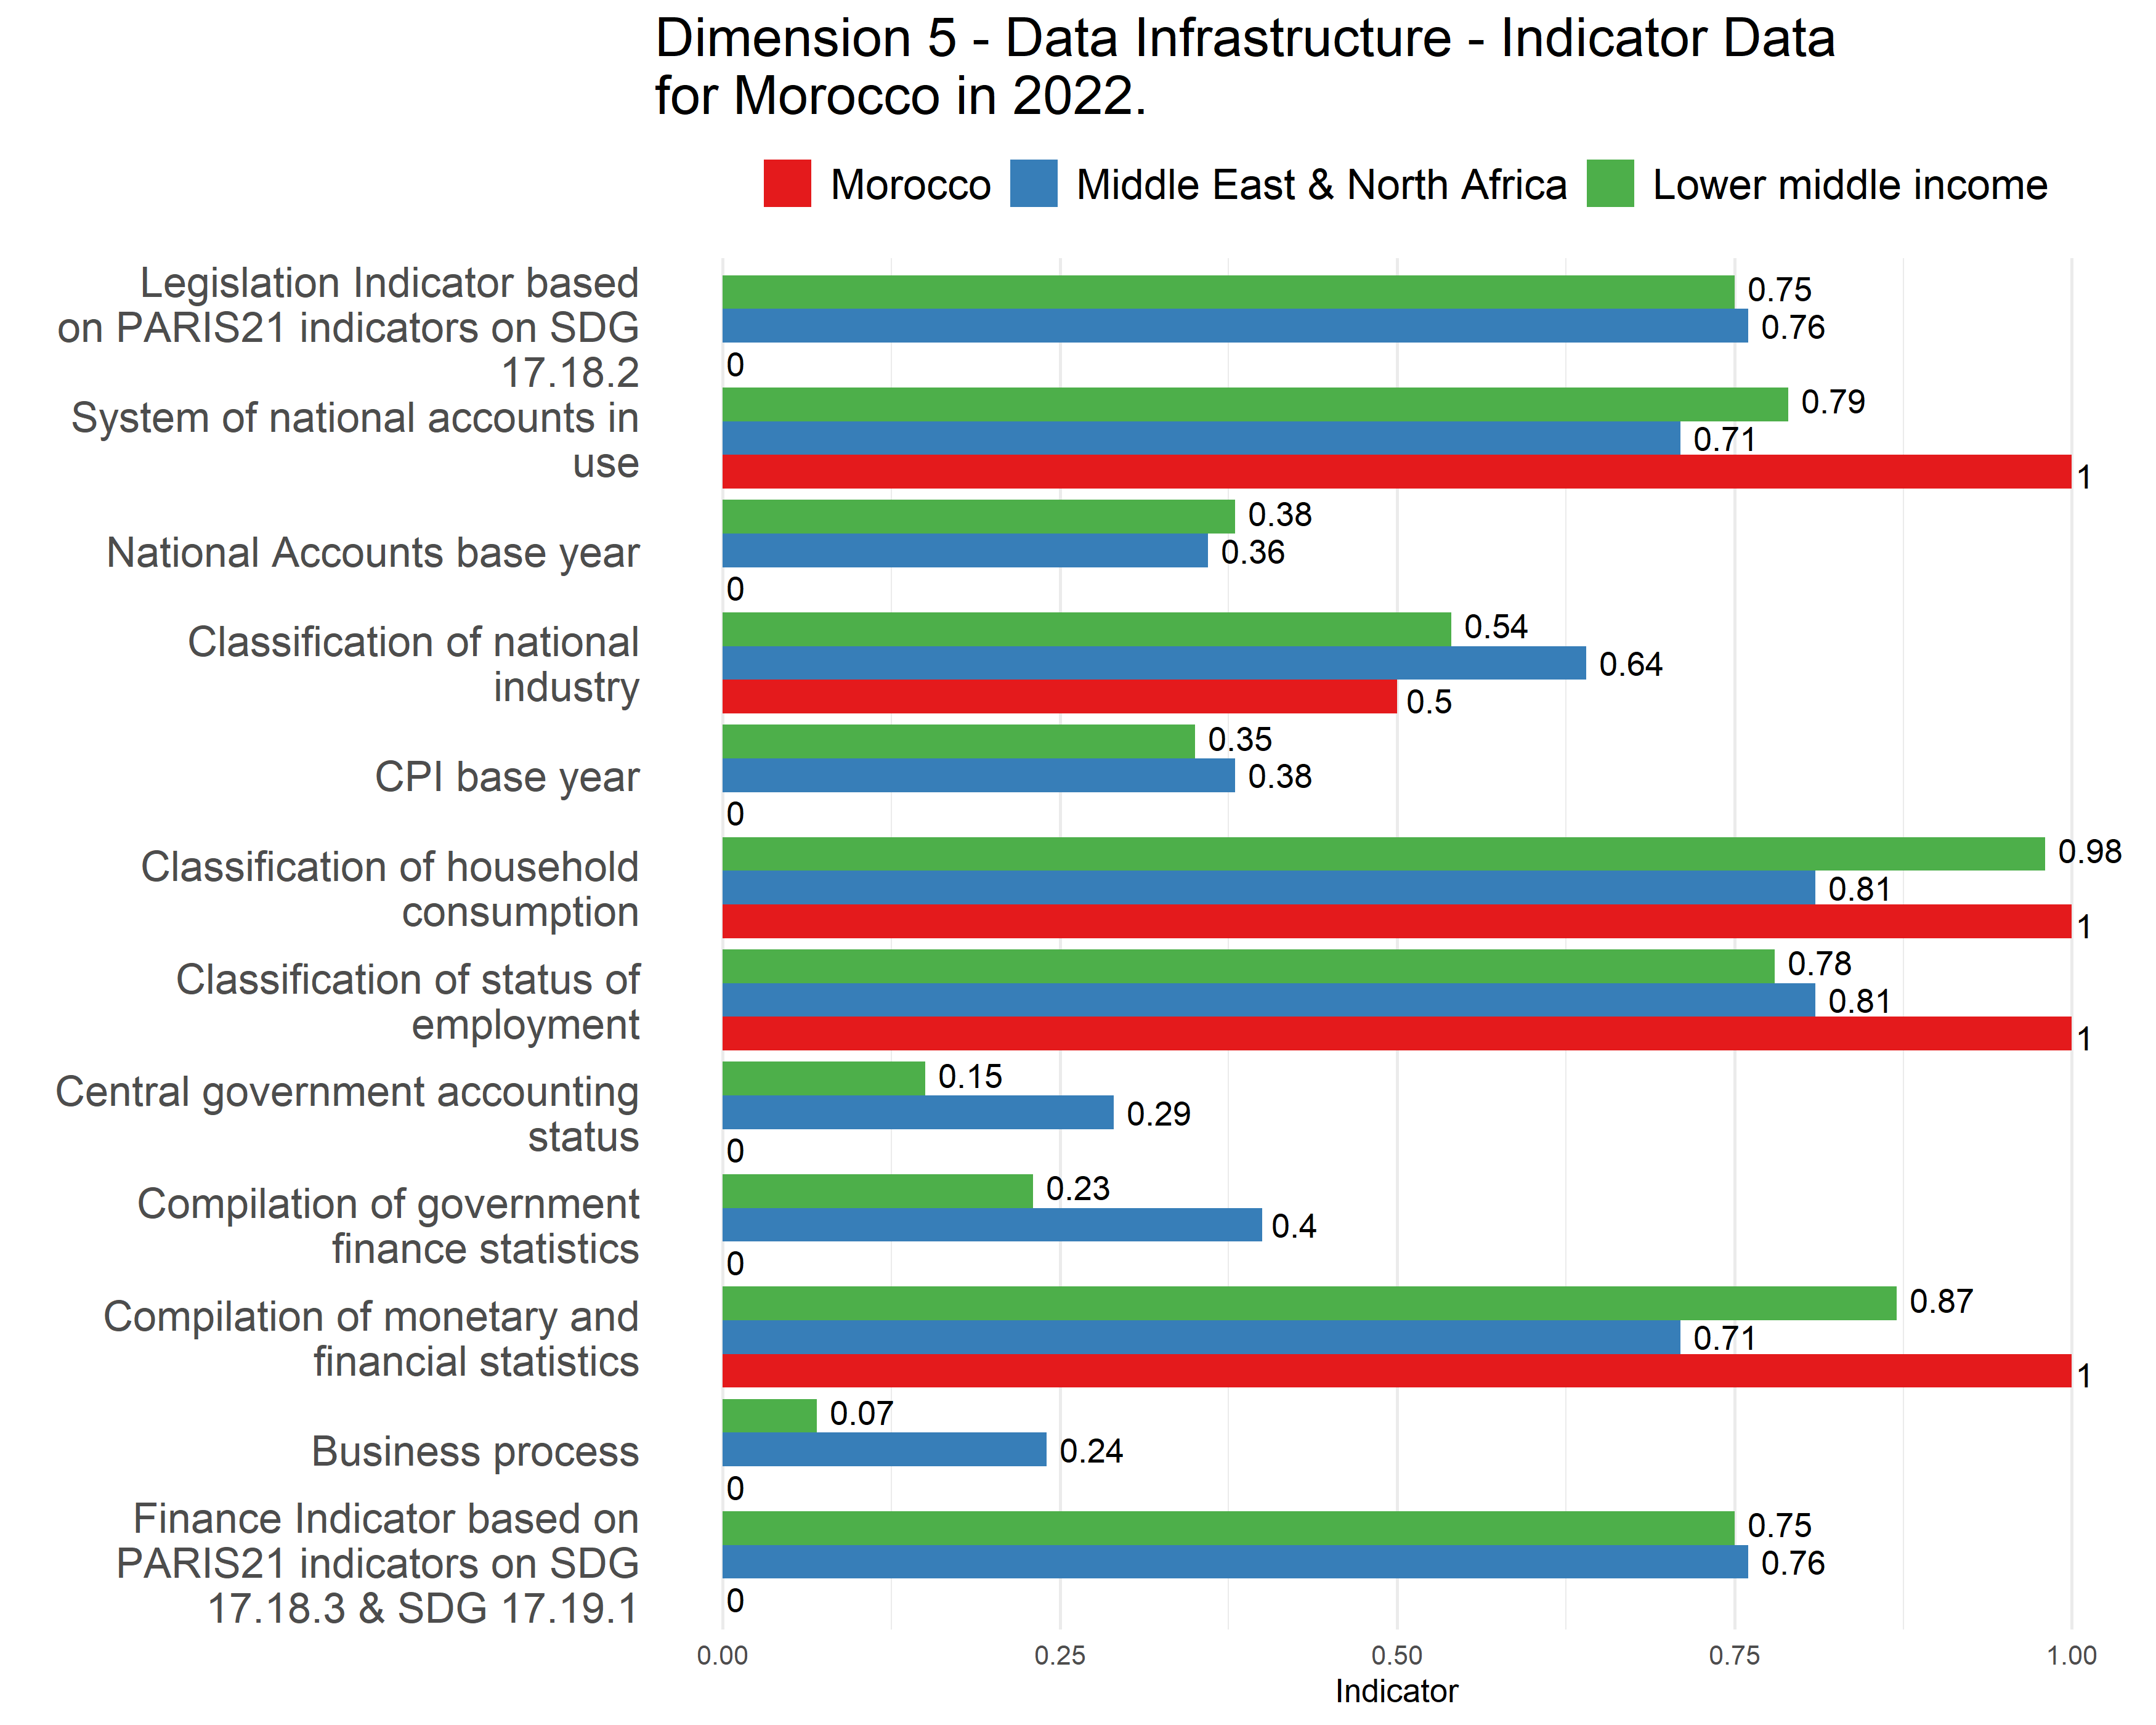 Dimension 5 - Data Infrastructure - Indicator Data
for Morocco in 2022.
Morocco
Middle East & North Africa
Lower middle income
Legislation Indicator based
on PARIS21 indicators on SDG
17.18.2
0.75
0.76
0
System of national accounts in
use
0.79
0.71
1
National Accounts base year
0.38
0.36
0
Classification of national
industry
0.54
0.64
0.5
CPI base year
0.35
0.38
0
Classification of household
consumption
0.98
0.81
1
Classification of status of
employment
0.78
0.81
1
Central government accounting
status
0.15
0.29
0
Compilation of government
finance statistics
0.23
0.4
0
Compilation of monetary and
financial statistics
0.87
0.71
1
Business process
0.07
0.24
0
Finance Indicator based on
PARIS21 indicators on SDG
17.18.3 & SDG 17.19.1
0.75
0.76
0
0.00
0.25
0.50
0.75
1.00
Indicator